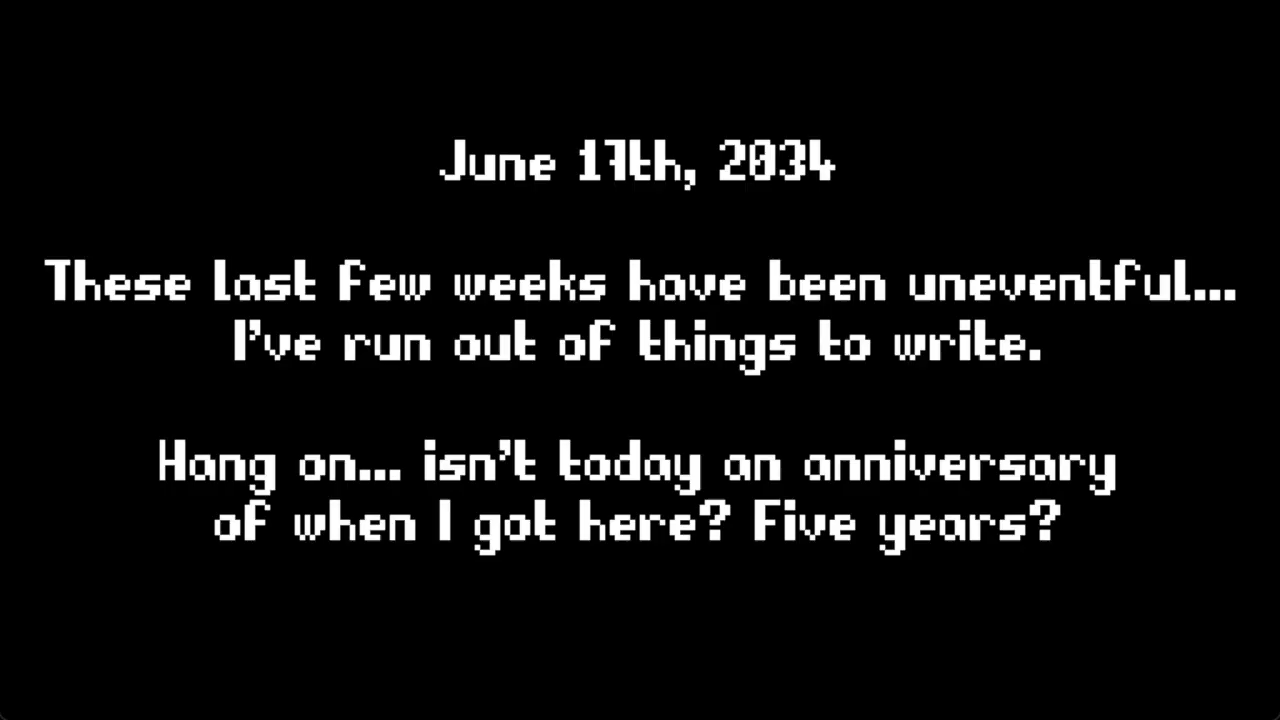 June 17th, 2034
These last few weeks have been uneventful...
I've run out of things to write.
Hang on... isn't today an anniversary
of when I got here? Five years?